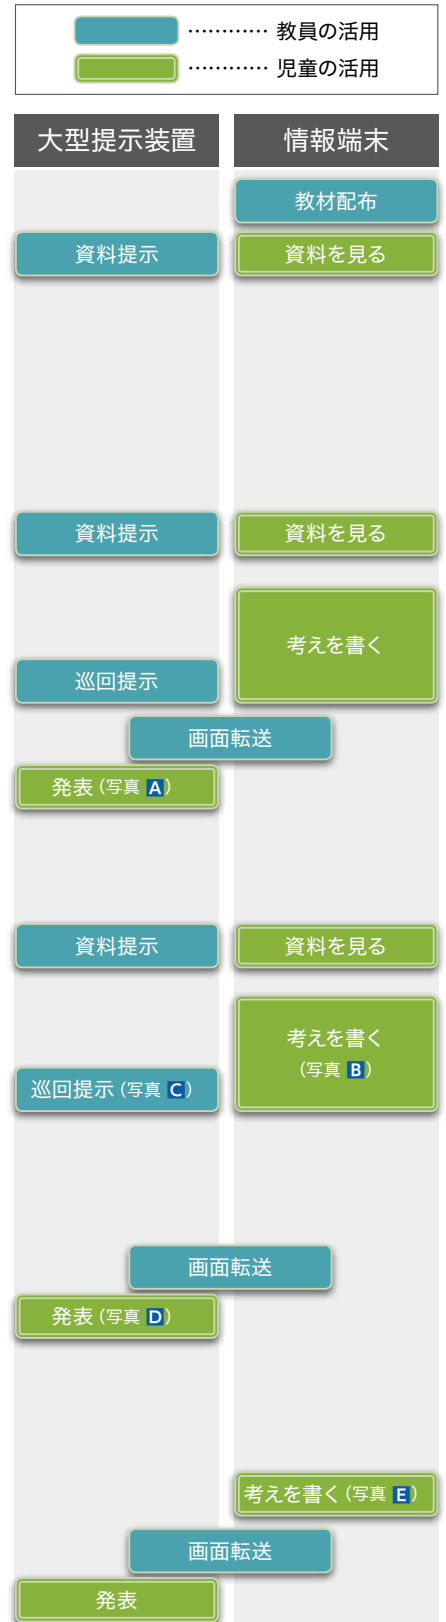 ………… 教員の活用
………… 児童の活用
大型提示装置 情報端末
教材配布
資料提示 資料を見る
資料提示 資料を見る
考えを書く
巡回提示
画面転送
発表（写真 A）
資料提示 資料を見る
考えを書く
（写真 B）
巡回提示（写真 C）
画面転送
発表（写真 D）
考えを書く（写真 E）
画面転送
発表